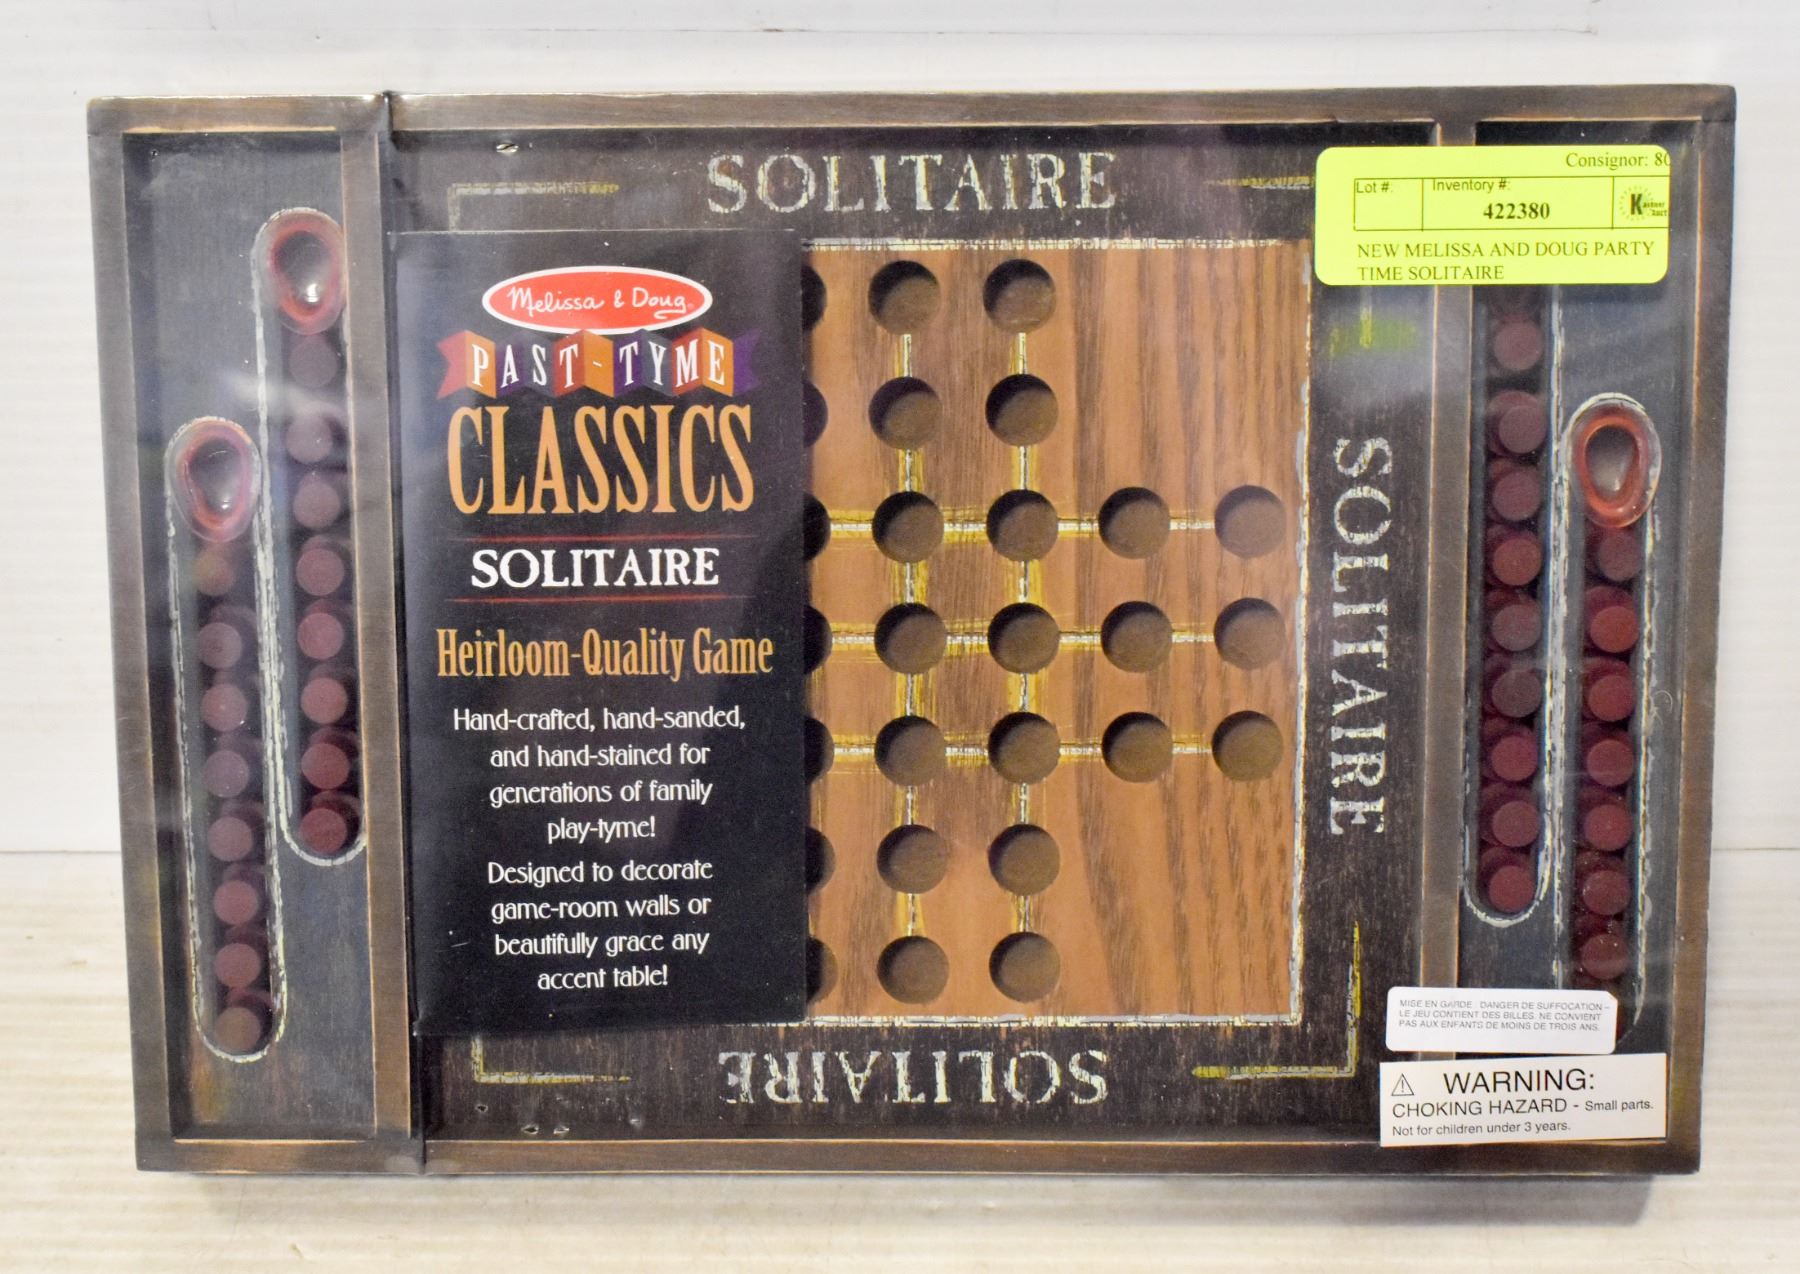 SOLITAIRE
Consignor: 80
Lot #:
Inventory #:
422380
Kastner
Auct
NEW MELISSA AND DOUG PARTY
TIME SOLITAIRE
Melissa & Doug®
PAST-TYME
CLASSICS
SOLITAIRE
Heirloom-Quality Game
Hand-crafted, hand-sanded,
and hand-stained for
generations of family
play-tyme!
Designed to decorate
game-room walls or
beautifully grace any
accent table!
SOLITAIRE
SOLITAIRE
MISE EN GARDE : DANGER DE SUFFOCATION –
LE JEU CONTIENT DES BILLES. NE CONVIENT
PAS AUX ENFANTS DE MOINS DE TROIS ANS.
⚠ WARNING:
CHOKING HAZARD - Small parts.
Not for children under 3 years.